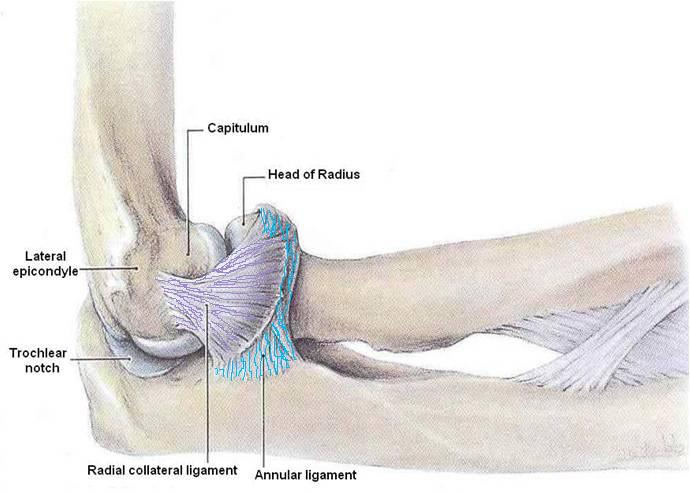 Capitulum
Head of Radius
Lateral
epicondyle
Trochlear
notch
Radial collateral ligament
Annular ligament